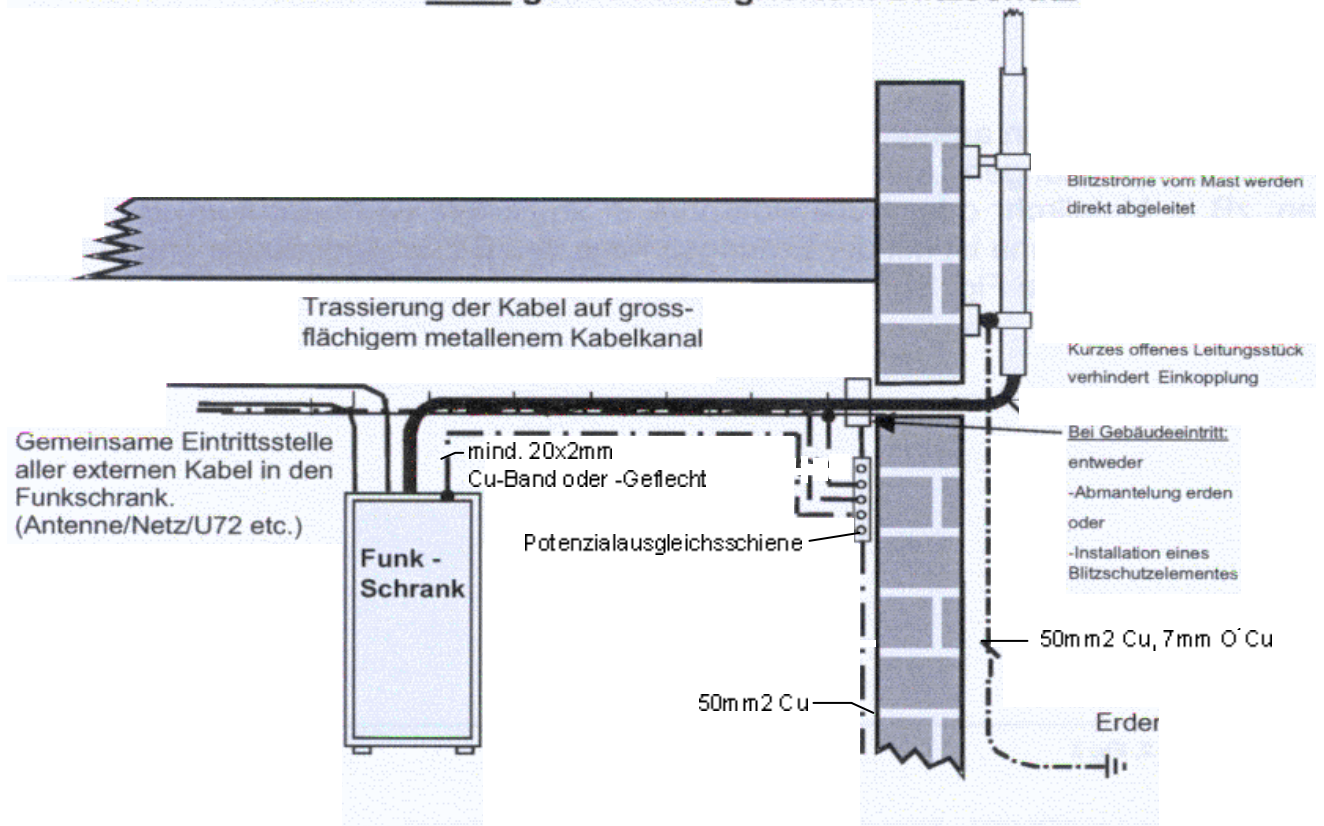 Blitzströme vom Mast werden
direkt abgeleitet
Trassierung der Kabel auf gross-
flächigem metallenem Kabelkanal
Kurzes offenes Leitungsstück
verhindert Einkopplung
Gemeinsame Eintrittsstelle
aller externen Kabel in den
Funkschrank.
(Antenne/Netz/U72 etc.)
mind. 20x2mm
Cu-Band oder -Geflecht
Bei Gebäudeeintritt:
entweder
-Abmantelung erden
oder
-Installation eines
Blitzschutzelementes
Potenzialausgleichsschiene
Funk -
Schrank
50mm2 Cu, 7mm O´Cu
50mm2 Cu
Erder